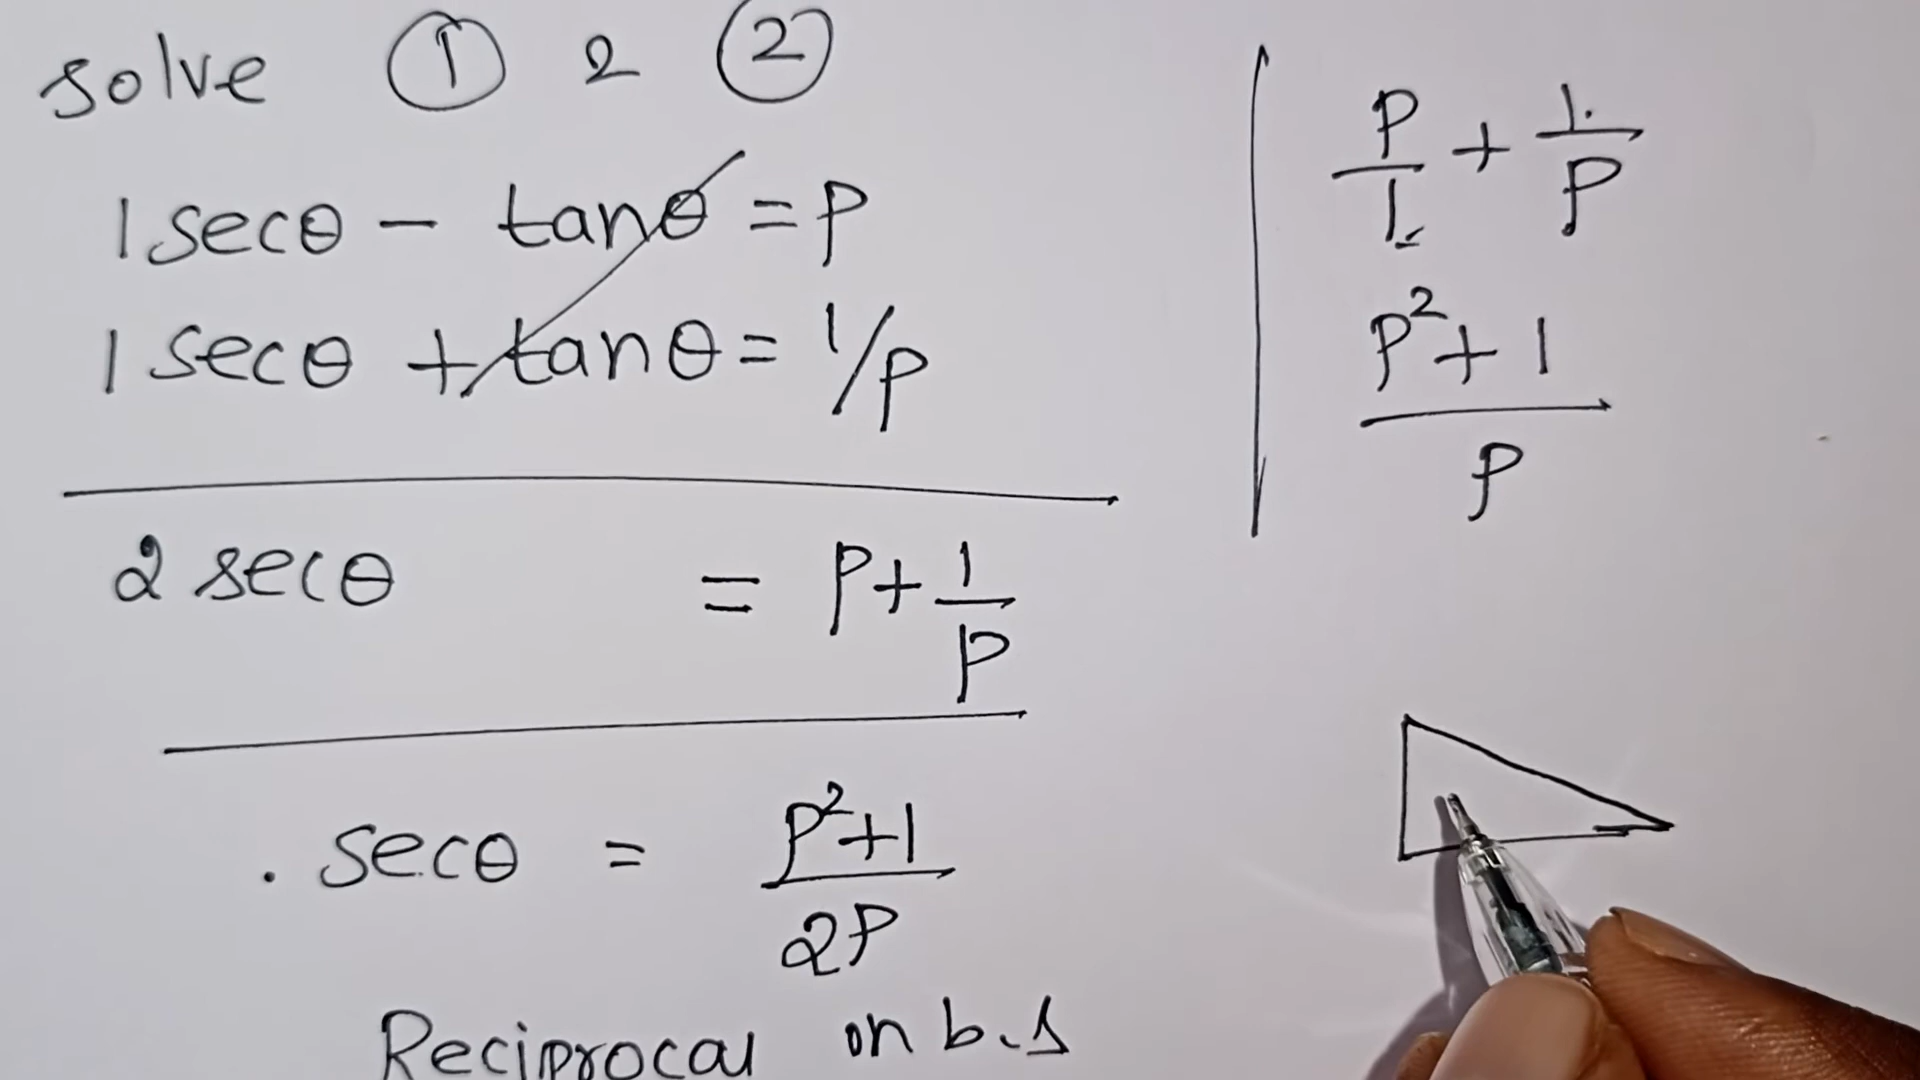 solve ① & ②
1 secθ - tanθ = P
1 secθ + tanθ = 1/P
2 secθ = P + 1/P
. secθ = P²+1 / 2P
Reciprocal on b.s
P/1 + 1/P
P²+1 / P